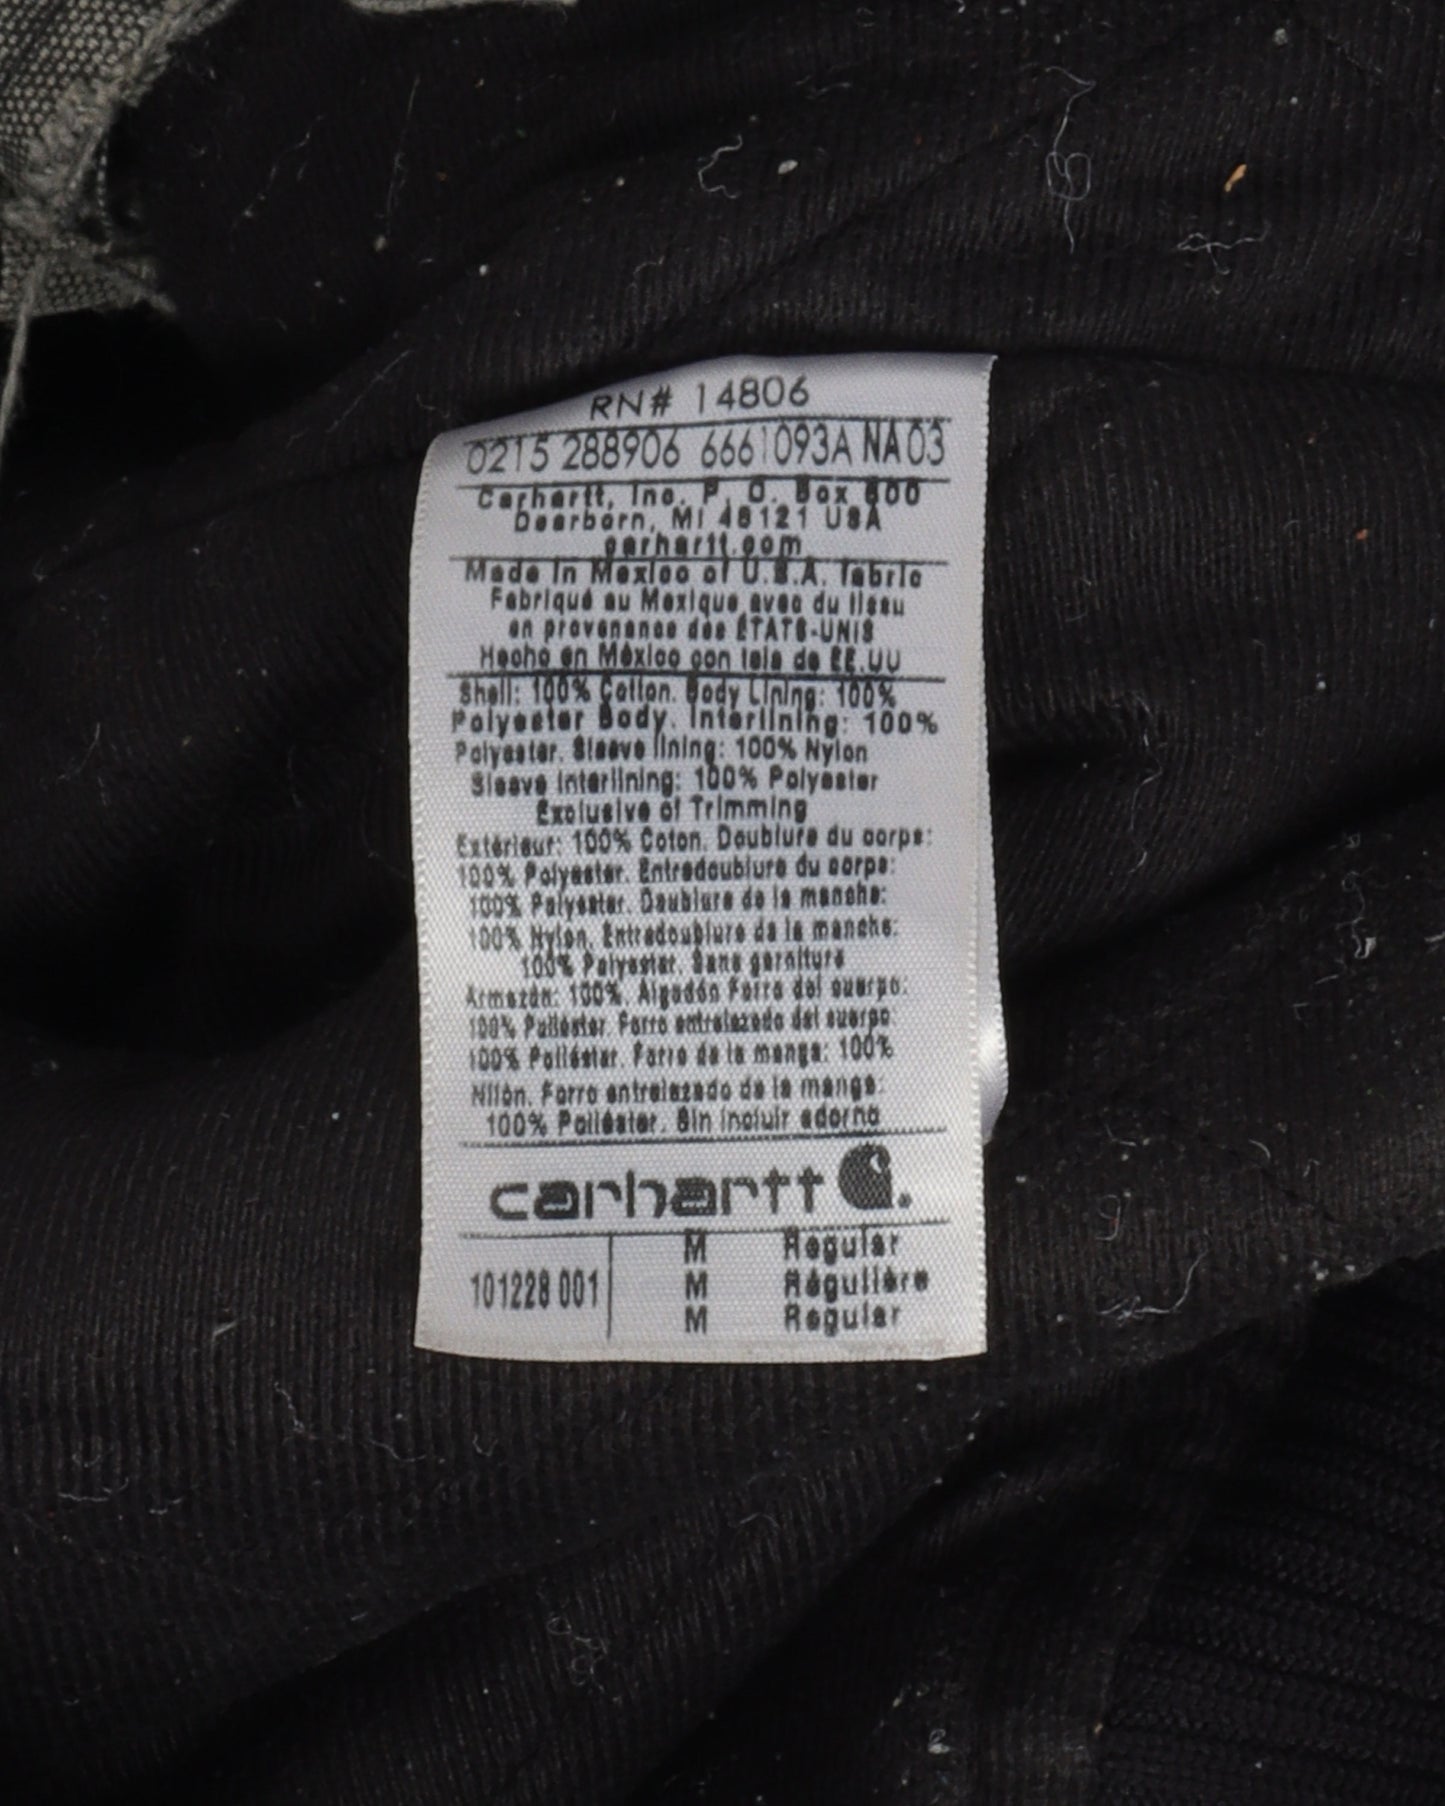 RN# 14806
0215 288906 6661093A NA03
Carhartt, Inc. P. O. Box 600
Dearborn, MI 48121 USA
carhartt.com
Made in Mexico of U.S.A. fabric
Fabriqué au Mexique avec du tissu
en provenance des ÉTATS-UNIS
Hecho en México con tela de EE.UU
Shell: 100% Cotton. Body Lining: 100%
Polyester Body. Interlining: 100%
Polyester. Sleeve lining: 100% Nylon
Sleeve Interlining: 100% Polyester
Exclusive of Trimming
Extérieur: 100% Coton. Doublure du corps:
100% Polyester. Entredoublure du corps:
100% Polyester. Doublure de la manche:
100% Nylon. Entredoublure de la manche:
100% Polyester. Sans garniture
Armazón: 100%. Algodón Forro del cuerpo:
100% Poliéster. Forro entrelazado del cuerpo
100% Poliéster. Forro de la manga: 100%
Nilón. Forro entrelazado de la manga:
100% Poliéster. Sin incluir adorno
carhartt
M Regular
101228 001 M Régulière
M Regular